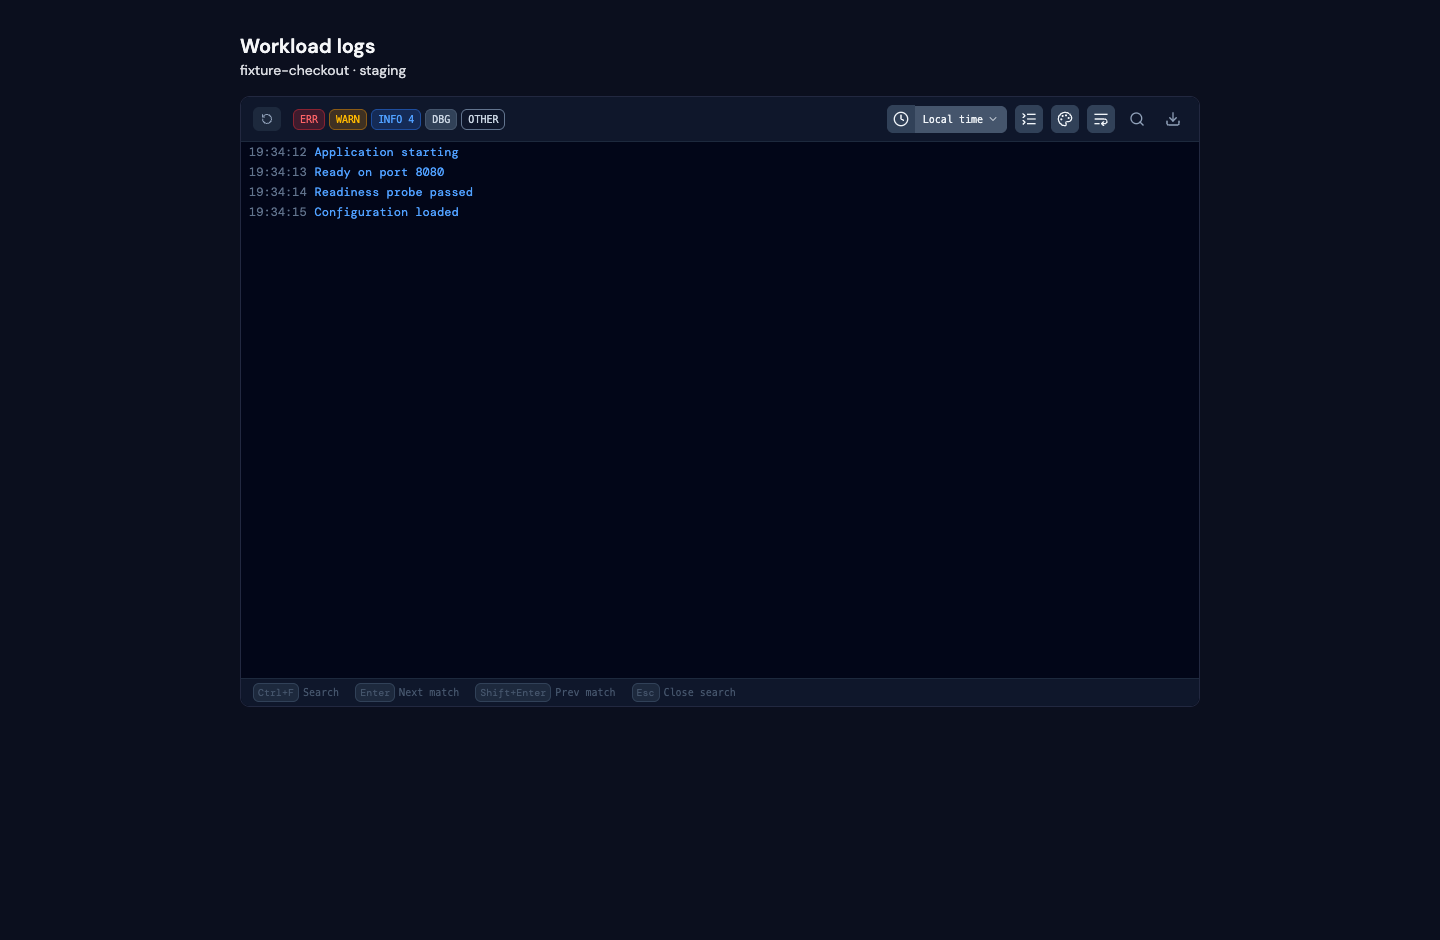 Workload logs
fixture-checkout · staging
ERR WARN INFO 4 DBG OTHER Local time
19:34:12 Application starting
19:34:13 Ready on port 8080
19:34:14 Readiness probe passed
19:34:15 Configuration loaded
Ctrl+F Search Enter Next match Shift+Enter Prev match Esc Close search